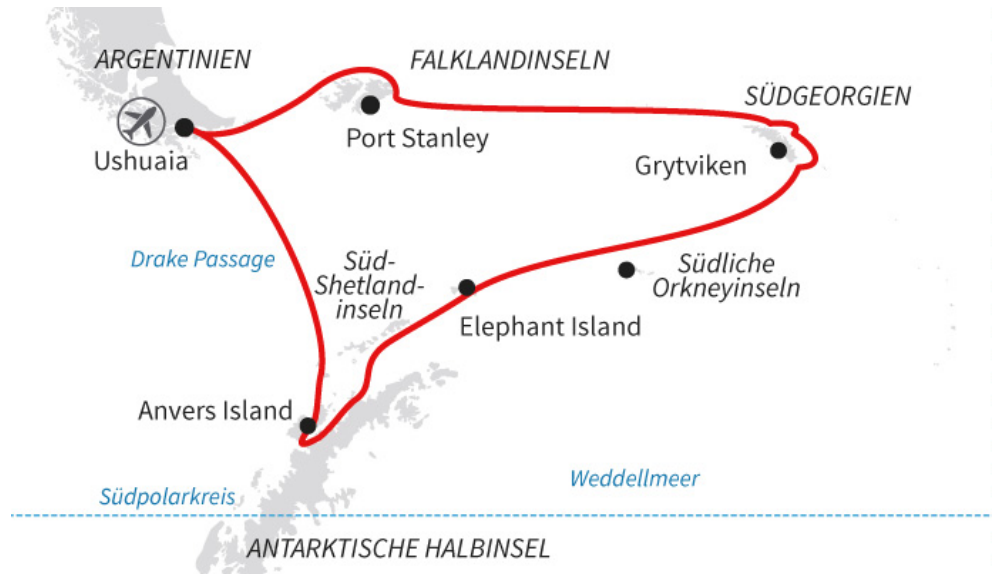 ARGENTINIEN
FALKLANDINSELN
SÜDGEORGIEN
Port Stanley
Ushuaia
Grytviken
Drake Passage
Süd-
Shetland-
inseln
Südliche
Orkneyinseln
Elephant Island
Anvers Island
Weddellmeer
Südpolarkreis
ANTARKTISCHE HALBINSEL